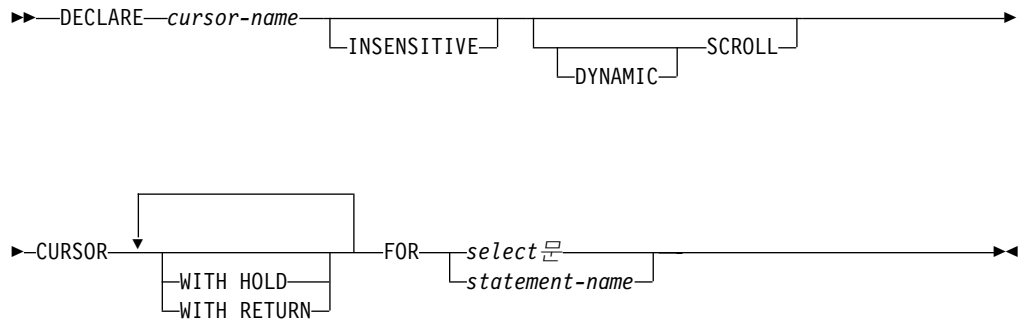 DECLARE cursor-name
INSENSITIVE SCROLL
DYNAMIC
CURSOR FOR select문
WITH HOLD statement-name
WITH RETURN